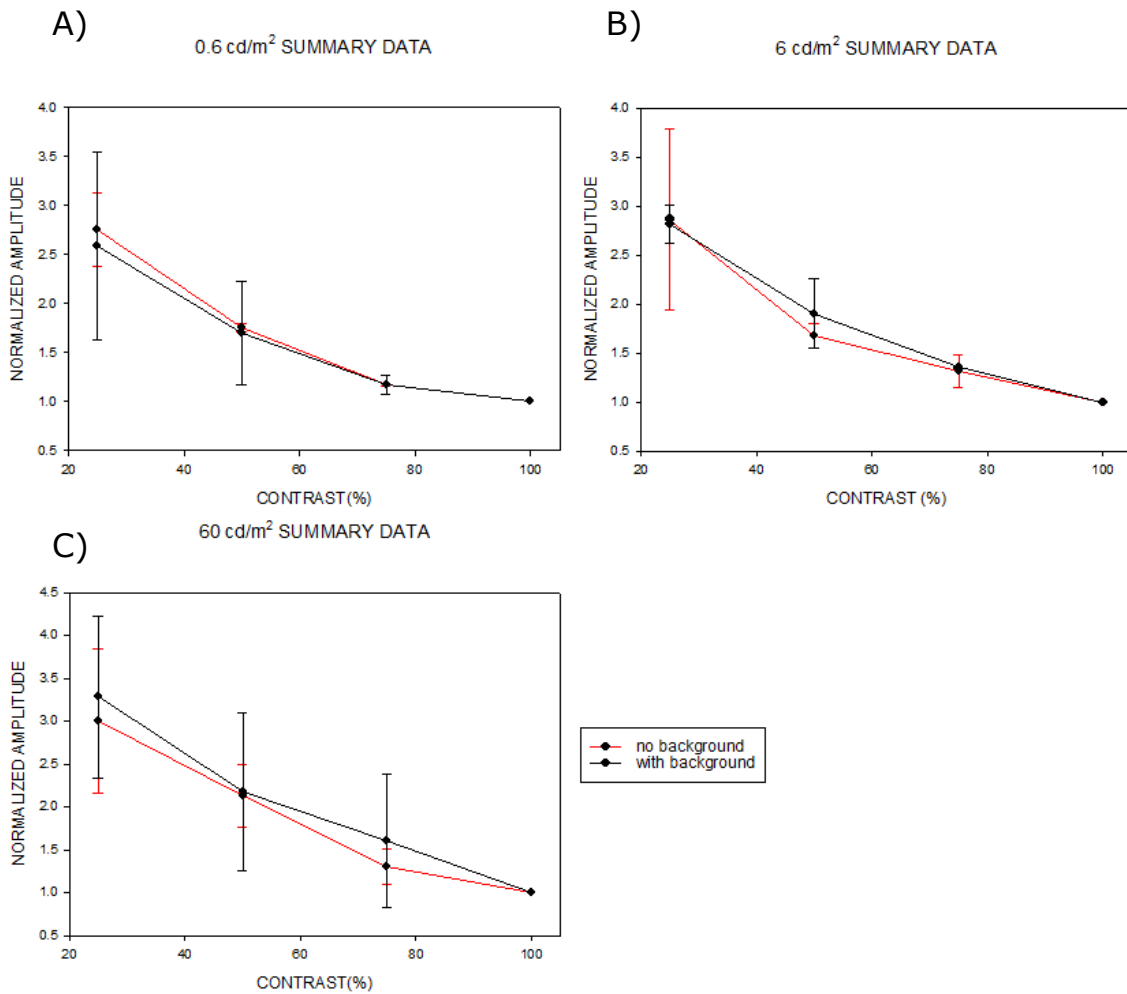 A)
0.6 cd/m² SUMMARY DATA
NORMALIZED AMPLITUDE
4.0
3.5
3.0
2.5
2.0
1.5
1.0
0.5
20 40 60 80 100
CONTRAST(%)
B)
6 cd/m² SUMMARY DATA
NORMALIZED AMPLITUDE
4.0
3.5
3.0
2.5
2.0
1.5
1.0
0.5
20 40 60 80 100
CONTRAST (%)
C)
60 cd/m² SUMMARY DATA
NORMALIZED AMPLITUDE
4.5
4.0
3.5
3.0
2.5
2.0
1.5
1.0
0.5
20 40 60 80 100
CONTRAST(%)
no background
with background